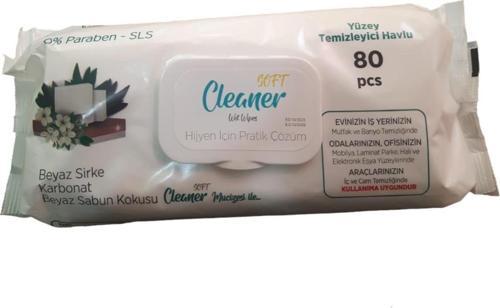 0% Paraben - SLS
SOFT
Cleaner
Wet Wipes
Hijyen İçin Pratik Çözüm
Yüzey
Temizleyici Havlu
80
pcs
EVİNİZİN İŞ YERİNİZİN
Mutfak ve Banyo Temizliğinde
ODALARINIZIN, OFİSİNİZİN
Mobilya, Laminat Parke, Halı ve
Elektronik Eşya Yüzeylerinde
ARAÇLARINIZIN
İç ve Cam Temizliğinde
KULLANIMA UYGUNDUR
Beyaz Sirke
Karbonat
Beyaz Sabun Kokusu
SOFT
Cleaner Mucizesi ile...